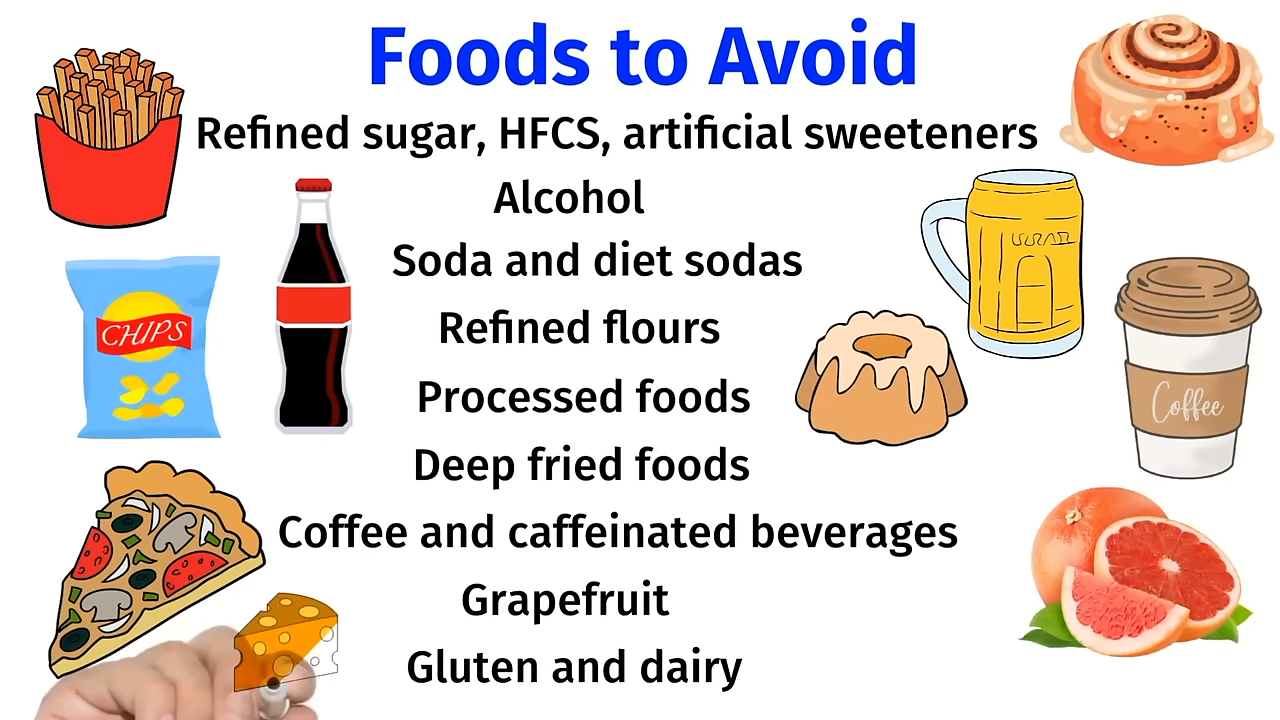 Foods to Avoid
Refined sugar, HFCS, artificial sweeteners
Alcohol
Soda and diet sodas
Refined flours
CHIPS
Processed foods
Coffee
Deep fried foods
Coffee and caffeinated beverages
Grapefruit
Gluten and dairy